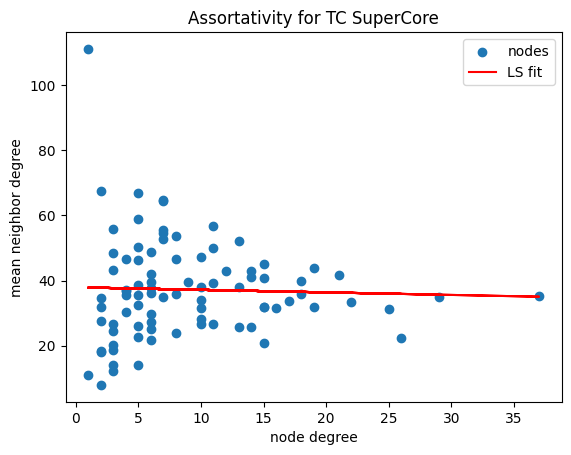 Assortativity for TC SuperCore
nodes
LS fit
mean neighbor degree
100
80
60
40
20
0 5 10 15 20 25 30 35
node degree